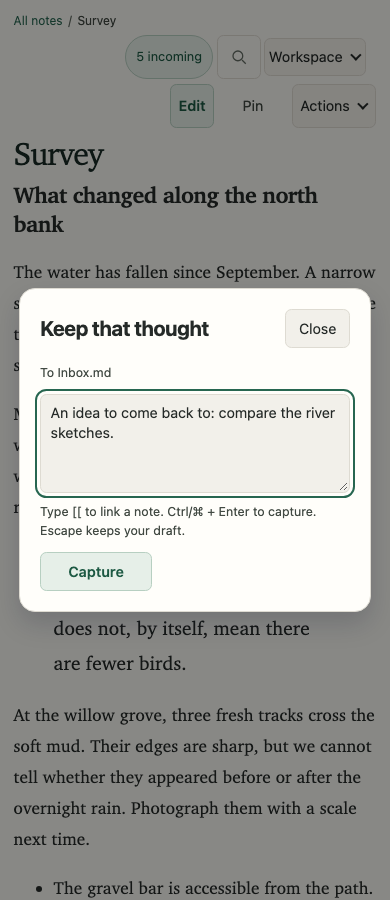 All notes / Survey
5 incoming
Workspace
Edit
Pin
Actions
Survey
What changed along the north
bank
The water has fallen since September. A narrow
Keep that thought
Close
To Inbox.md
An idea to come back to: compare the river
sketches.
Type [[ to link a note. Ctrl/⌘ + Enter to capture.
Escape keeps your draft.
Capture
does not, by itself, mean there
are fewer birds.
At the willow grove, three fresh tracks cross the
soft mud. Their edges are sharp, but we cannot
tell whether they appeared before or after the
overnight rain. Photograph them with a scale
next time.
• The gravel bar is accessible from the path.